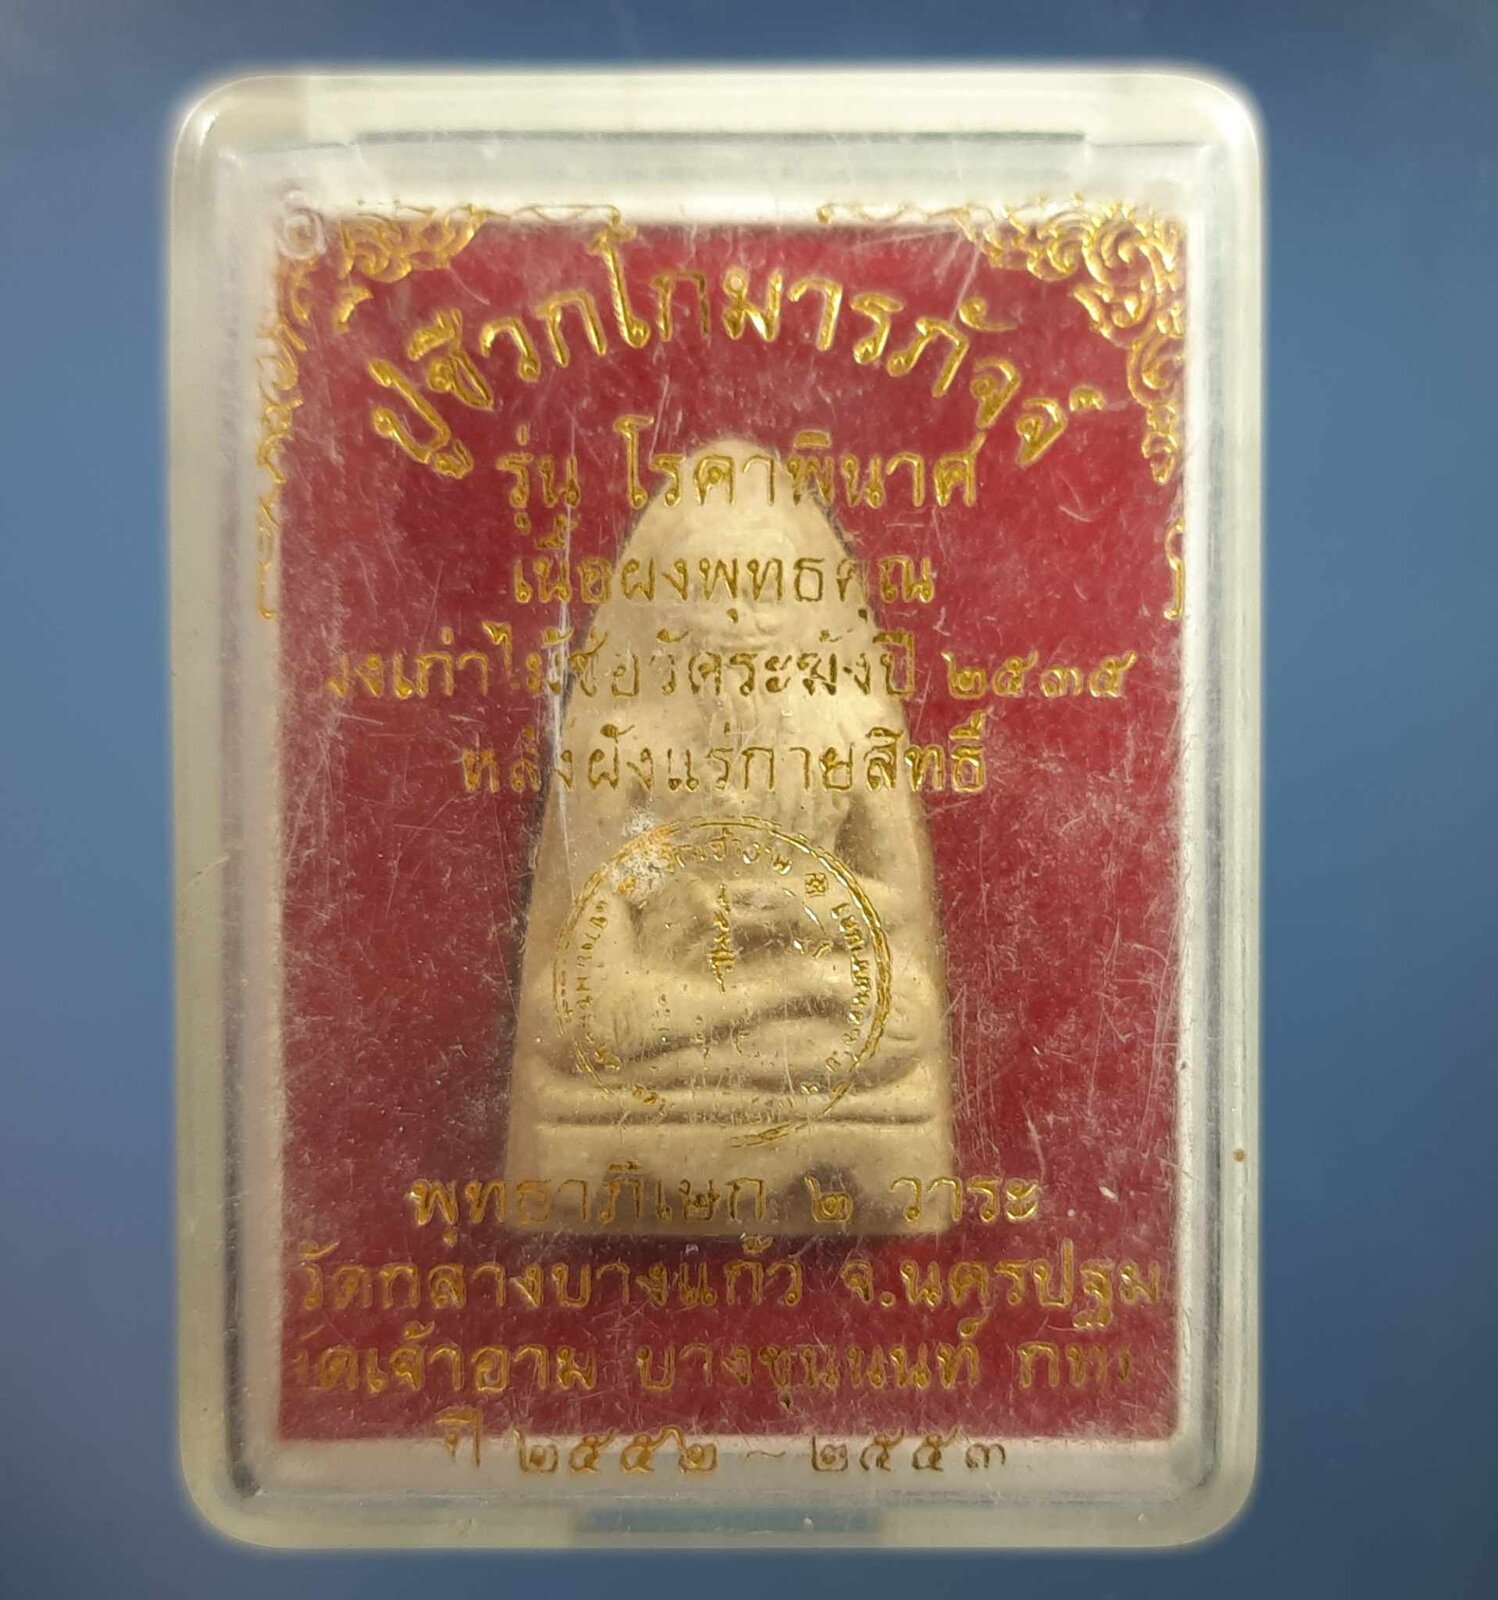 ปู่ชีวกโกมารภัจจ์
รุ่น โรคาพินาศ
เนื้อผงพุทธคุณ
ผงเก่าไม้ช่อวัดระฆังปี ๒๕๓๕
หลังฝังแร่กายสิทธิ์
พุทธาภิเษก ๒ วาระ
วัดกลางบางแก้ว จ.นครปฐม
วัดเจ้าอาม บางขุนนนท์ กทม
ปี ๒๕๕๒ ~ ๒๕๕๓